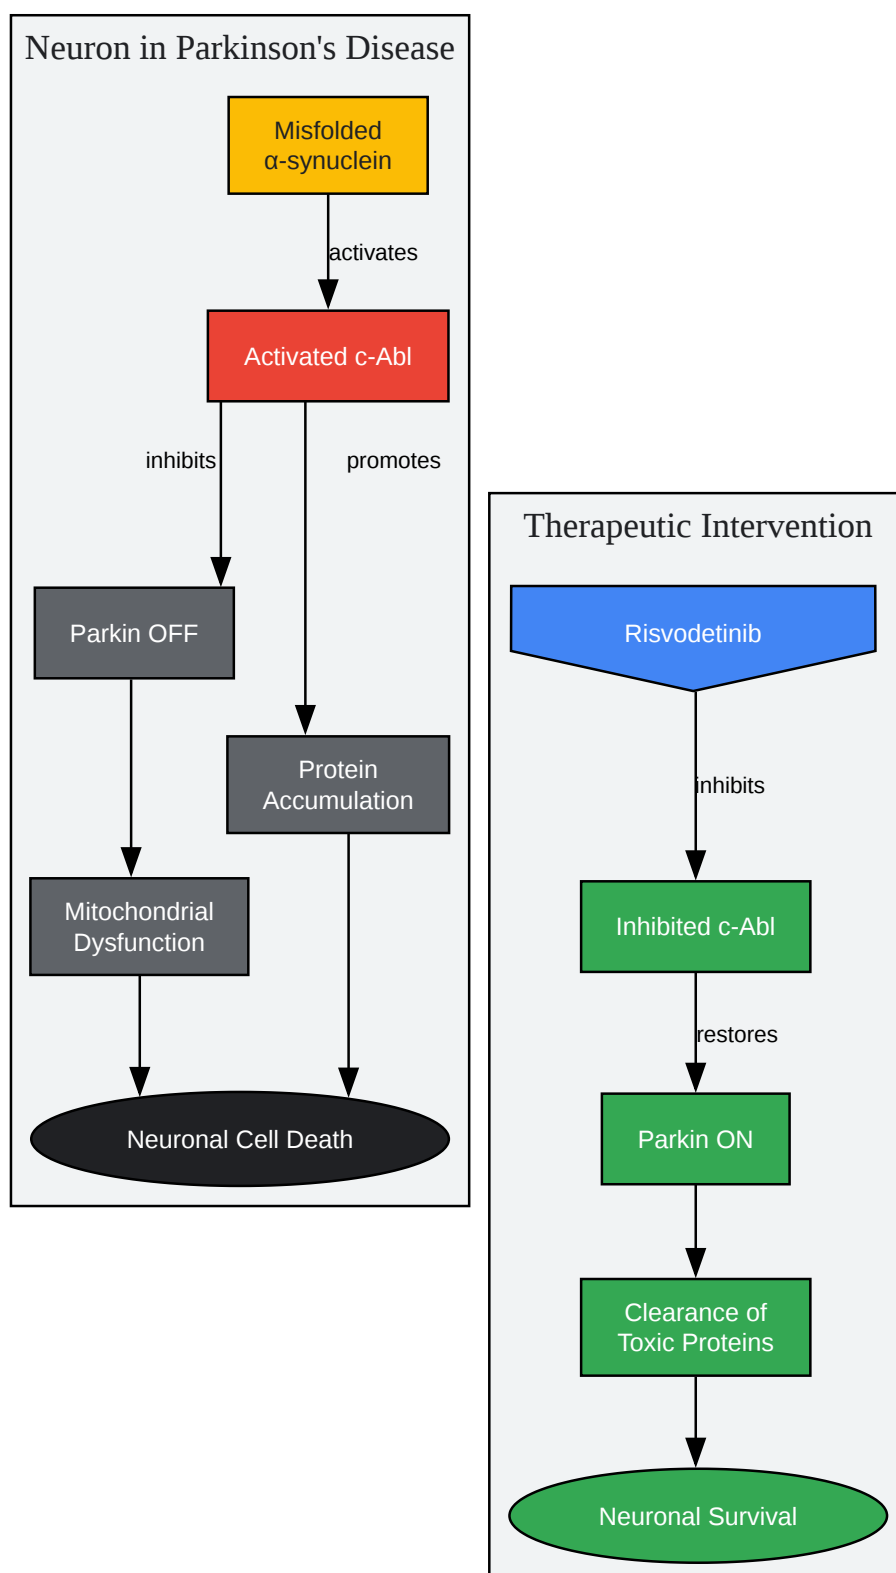 Neuron in Parkinson's Disease
Misfolded
α-synuclein
activates
Activated c-Abl
inhibits
promotes
Parkin OFF
Protein
Accumulation
Mitochondrial
Dysfunction
Neuronal Cell Death
Therapeutic Intervention
Risvodetinib
inhibits
Inhibited c-Abl
restores
Parkin ON
Clearance of
Toxic Proteins
Neuronal Survival